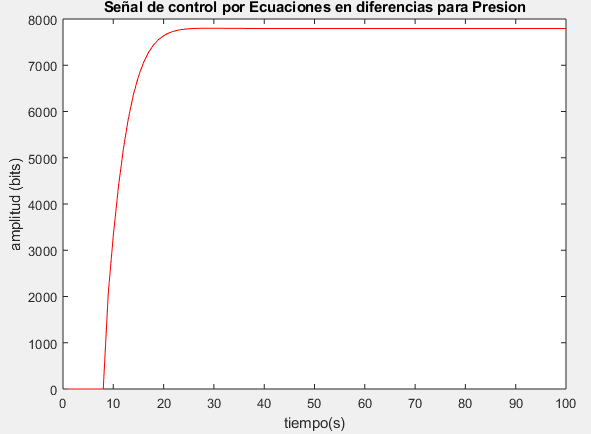 Señal de control por Ecuaciones en diferencias para Presion
8000
7000
6000
5000
4000
3000
2000
1000
0
amplitud (bits)
0 10 20 30 40 50 60 70 80 90 100
tiempo(s)